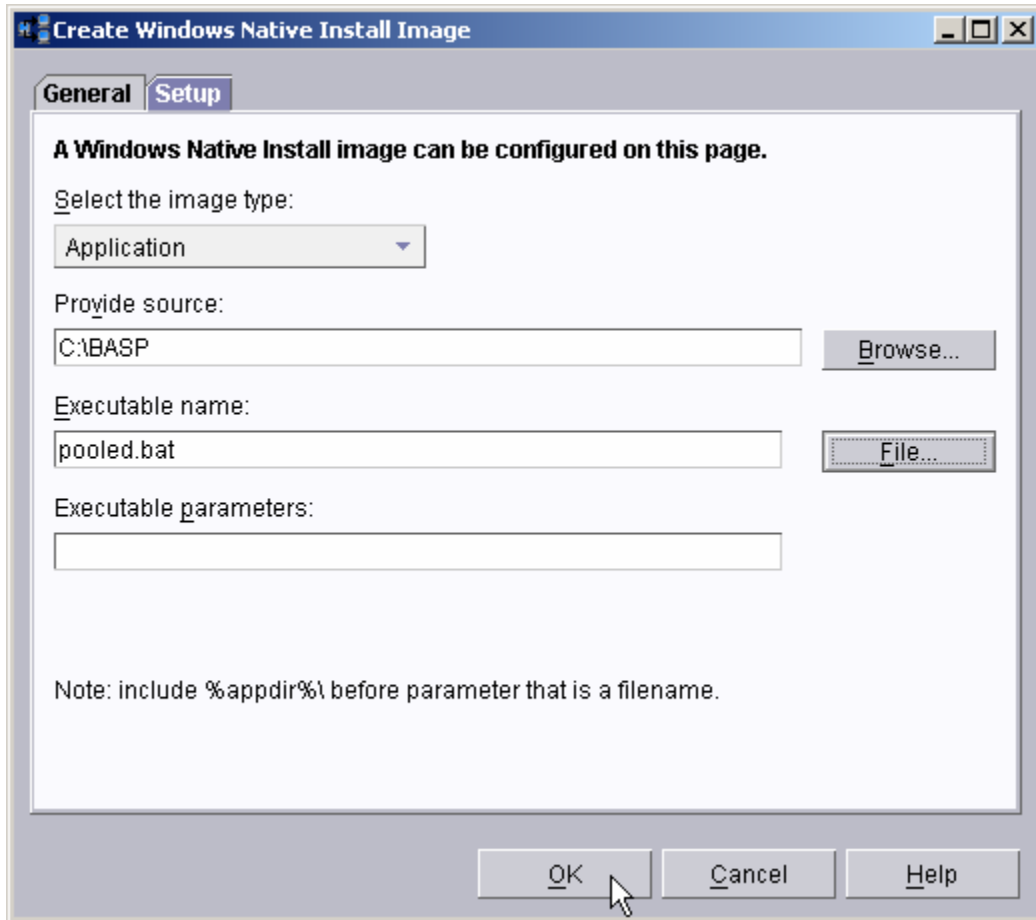 Create Windows Native Install Image
General Setup
A Windows Native Install image can be configured on this page.
Select the image type:
Application
Provide source:
C:\BASP Browse...
Executable name:
pooled.bat File...
Executable parameters:
Note: include %appdir%\ before parameter that is a filename.
OK Cancel Help